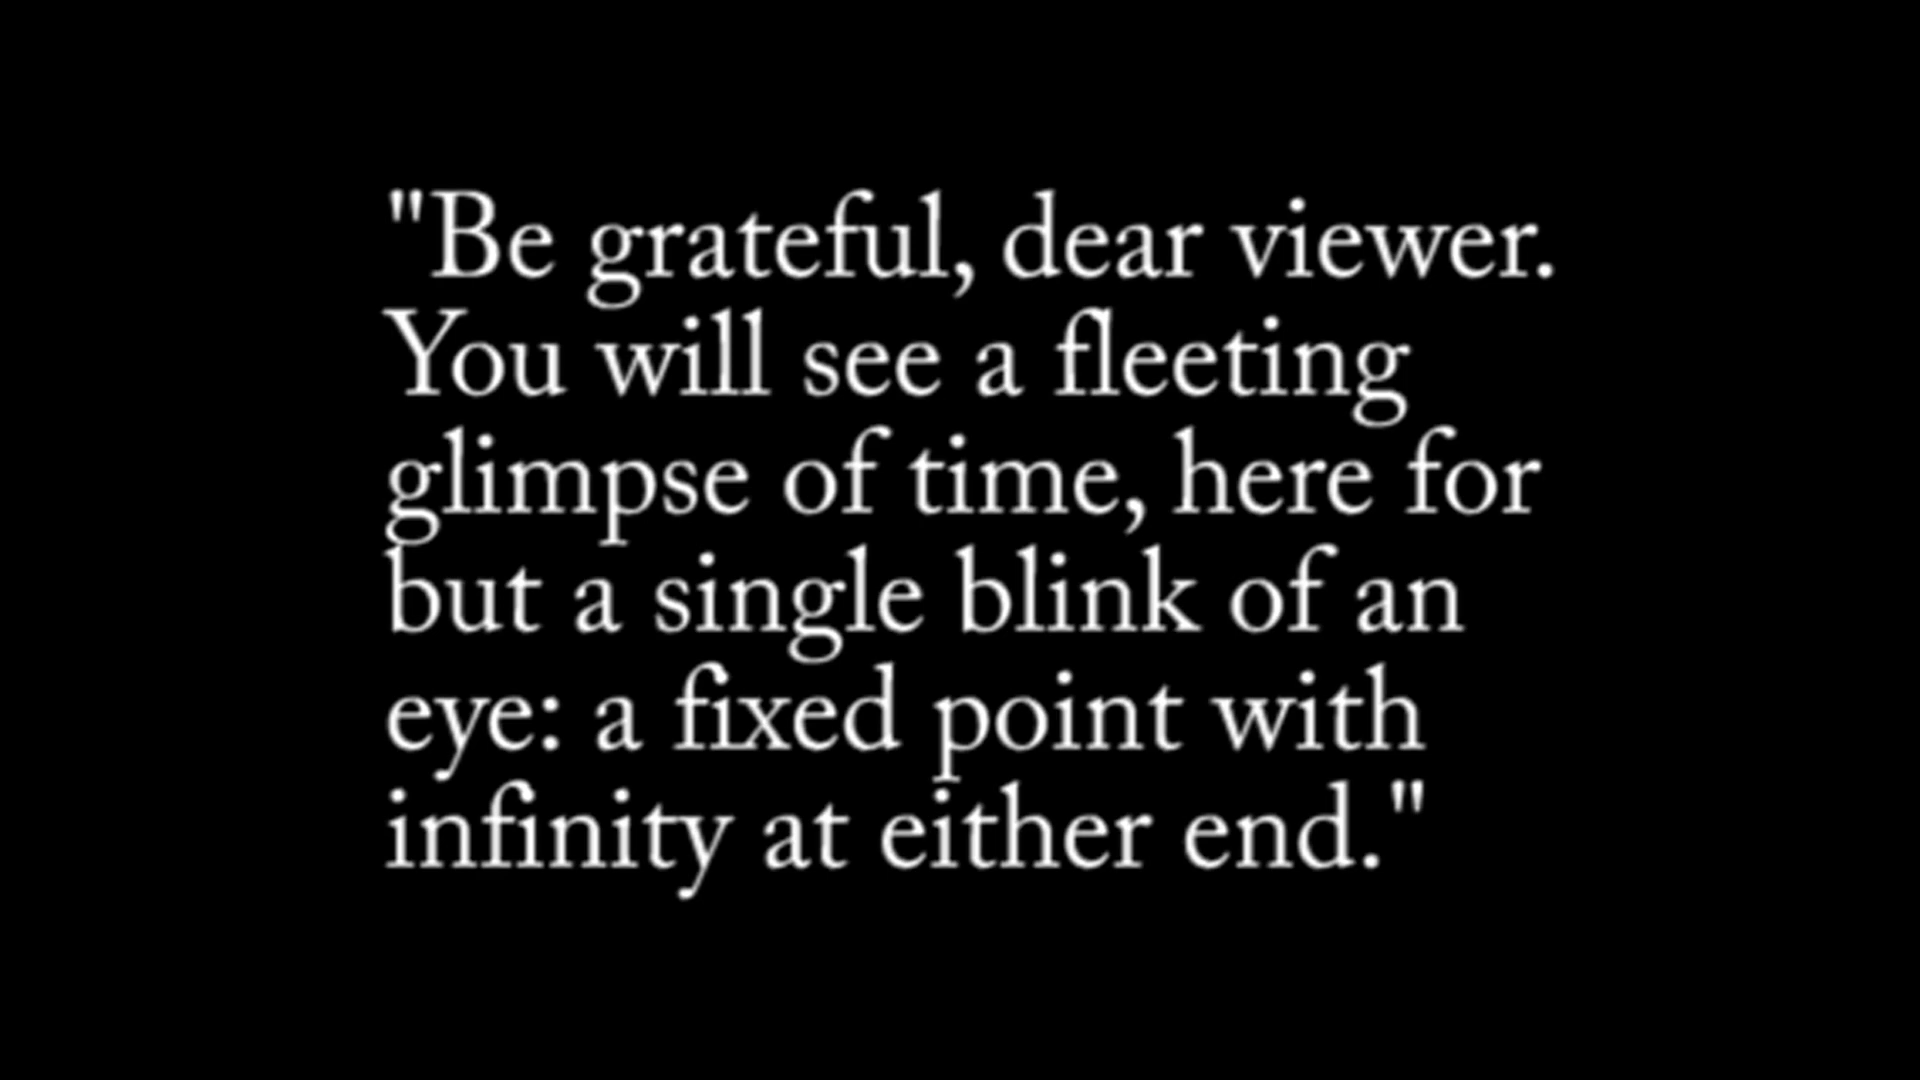 "Be grateful, dear viewer.
You will see a fleeting
glimpse of time, here for
but a single blink of an
eye: a fixed point with
infinity at either end."